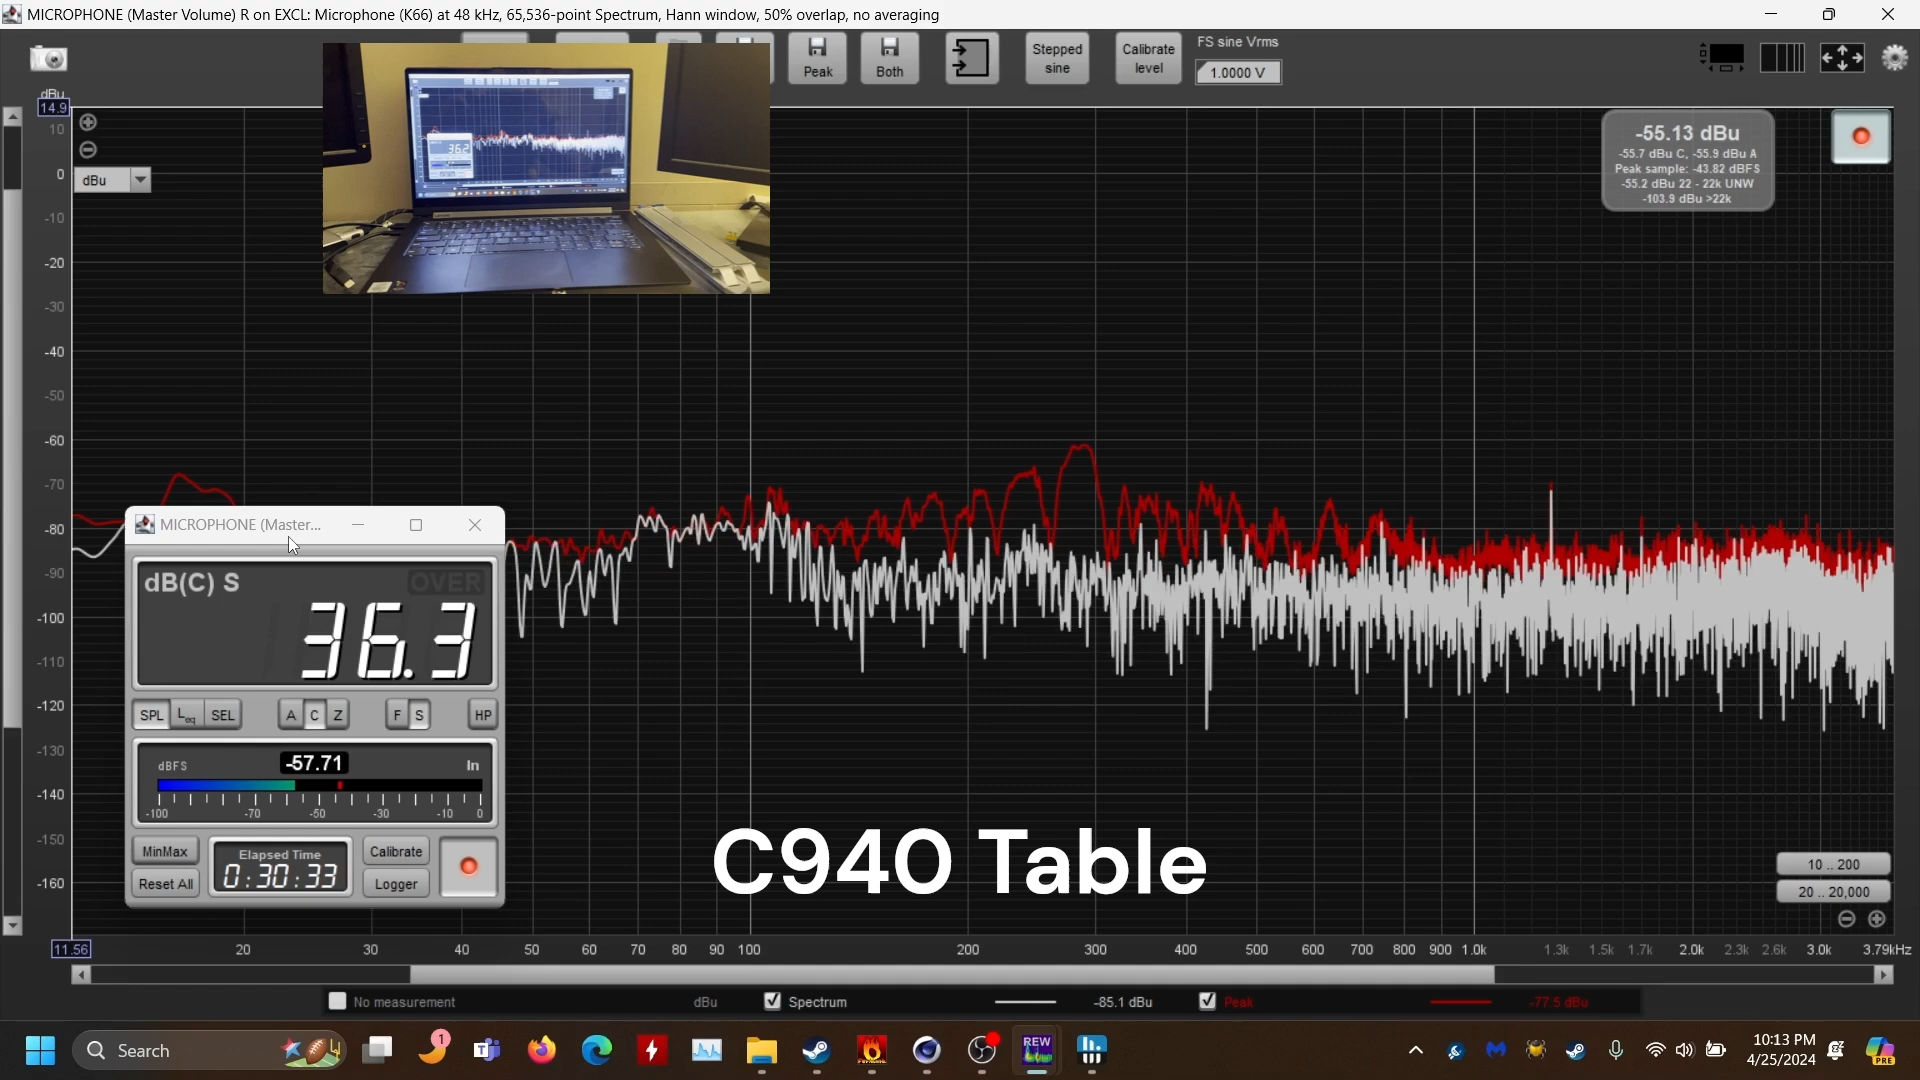 MICROPHONE (Master Volume) R on EXCL: Microphone (K66) at 48 kHz, 65,536-point Spectrum, Hann window, 50% overlap, no averaging
Peak
Both
Stepped
sine
Calibrate
level
FS sine Vrms
1.0000 V
dBu
14.9
10
0
-10
-20
-30
-40
-50
-60
-70
-80
-90
-100
-110
-120
-130
-140
-150
-160
dBu
36.2
-55.13 dBu
-55.7 dBu C, -55.9 dBu A
Peak sample: -43.82 dBFS
-55.2 dBu 22 - 22k UNW
-103.9 dBu >22k
MICROPHONE (Master...
dB(C) S
OVER
36.3
SPL Leq SEL A C Z F S HP
dBFS -57.71 In
-100 -70 -50 -30 -10 0
MinMax
Reset All
Elapsed Time
0:30:33
Calibrate
Logger
C940 Table
10 .. 200
20 .. 20,000
11.56 20 30 40 50 60 70 80 90 100 200 300 400 500 600 700 800 900 1.0k 1.3k 1.5k 1.7k 2.0k 2.3k 2.6k 3.0k 3.79kHz
No measurement dBu Spectrum -85.1 dBu Peak -77.5 dBu
Search
1
REW
10:13 PM
4/25/2024
PRE